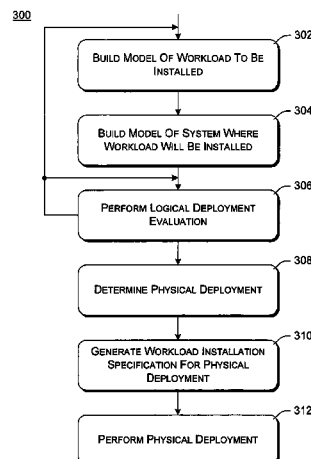 300
302
BUILD MODEL OF WORKLOAD TO BE
INSTALLED
304
BUILD MODEL OF SYSTEM WHERE
WORKLOAD WILL BE INSTALLED
306
PERFORM LOGICAL DEPLOYMENT
EVALUATION
308
DETERMINE PHYSICAL DEPLOYMENT
310
GENERATE WORKLOAD INSTALLATION
SPECIFICATION FOR PHYSICAL
DEPLOYMENT
312
PERFORM PHYSICAL DEPLOYMENT